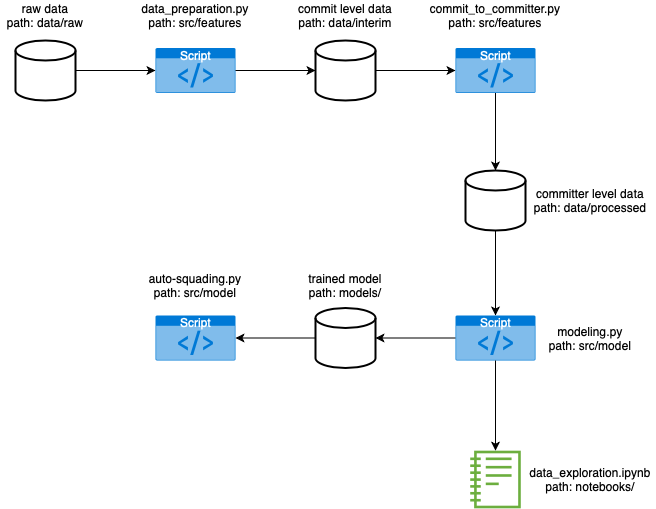 raw data
path: data/raw
data_preparation.py
path: src/features
commit level data
path: data/interim
commit_to_committer.py
path: src/features
Script
</>
Script
</>
committer level data
path: data/processed
auto-squading.py
path: src/model
trained model
path: models/
Script
</>
Script
</>
modeling.py
path: src/model
data_exploration.ipynb
path: notebooks/